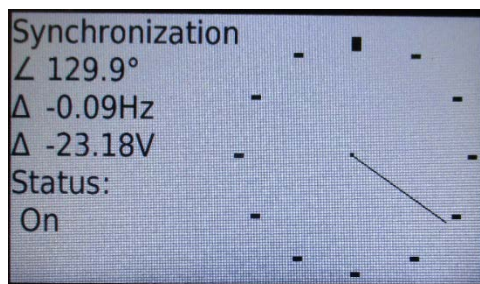 Synchronization
∠ 129.9°
Δ -0.09Hz
Δ -23.18V
Status:
On